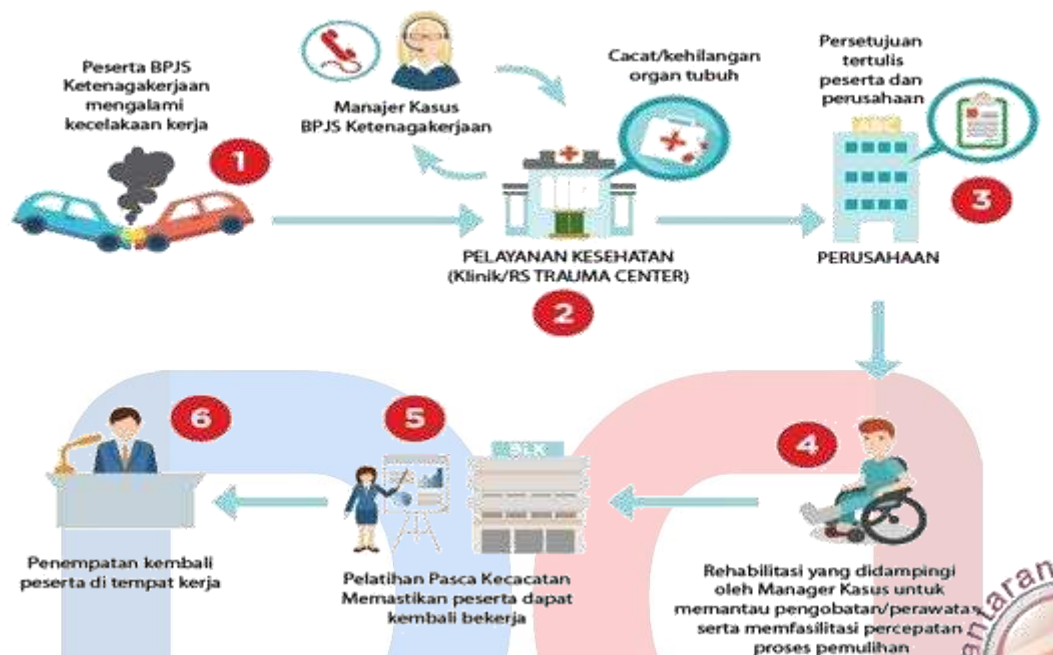 Peserta BPJS
Ketenagakerjaan
mengalami
kecelakaan kerja
1
Manajer Kasus
BPJS Ketenagakerjaan
Cacat/kehilangan
organ tubuh
PELAYANAN KESEHATAN
(Klinik/RS TRAUMA CENTER)
2
Persetujuan
tertulis
peserta dan
perusahaan
3
PERUSAHAAN
4
Rehabilitasi yang didampingi
oleh Manager Kasus untuk
memantau pengobatan/perawatan
serta memfasilitasi percepatan
proses pemulihan
5
BLK
Pelatihan Pasca Kecacatan
Memastikan peserta dapat
kembali bekerja
6
Penempatan kembali
peserta di tempat kerja
antaran